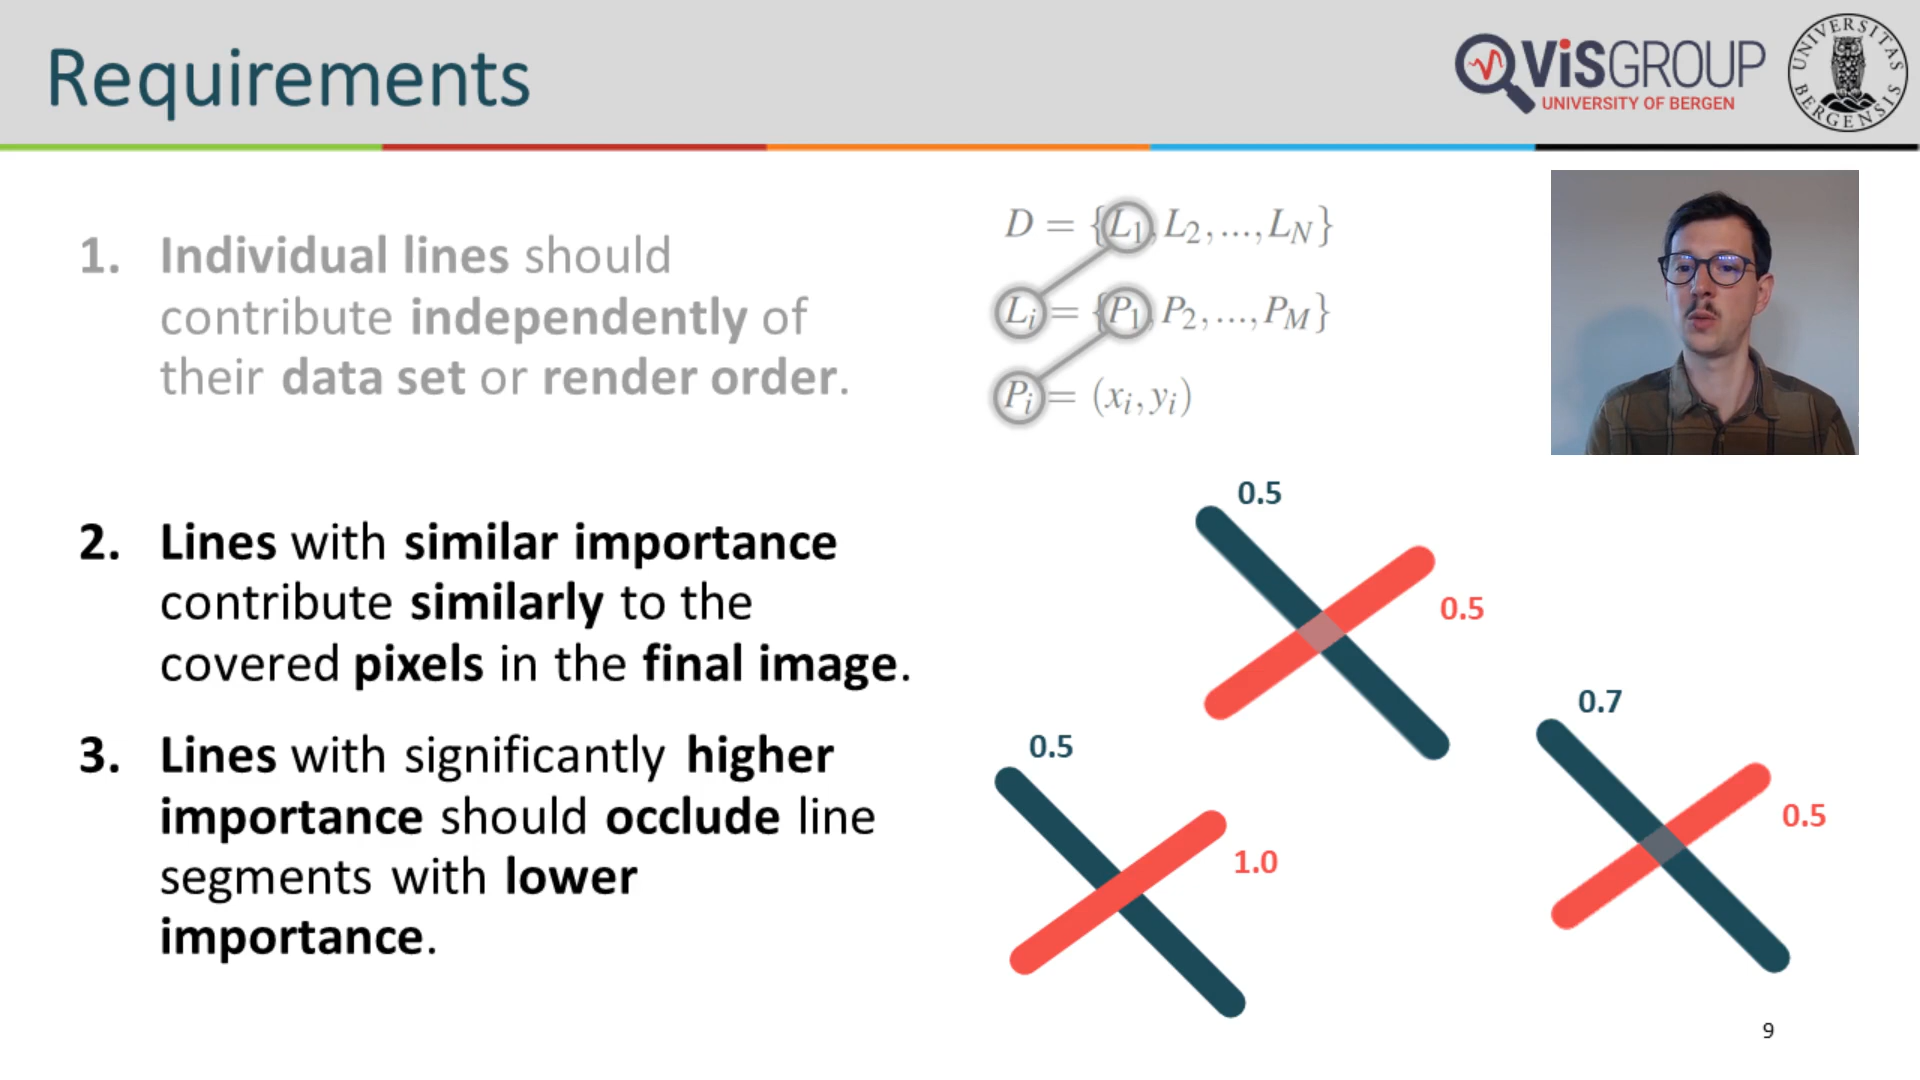 Requirements
ViSGROUP
UNIVERSITY OF BERGEN
UNIVERSITAS BERGENSIS
1. Individual lines should
contribute independently of
their data set or render order.
D = {L1, L2, ..., LN}
Li = {P1, P2, ..., PM}
Pi = (xi, yi)
2. Lines with similar importance
contribute similarly to the
covered pixels in the final image.
3. Lines with significantly higher
importance should occlude line
segments with lower
importance.
0.5
0.5
0.5
1.0
0.7
0.5
9